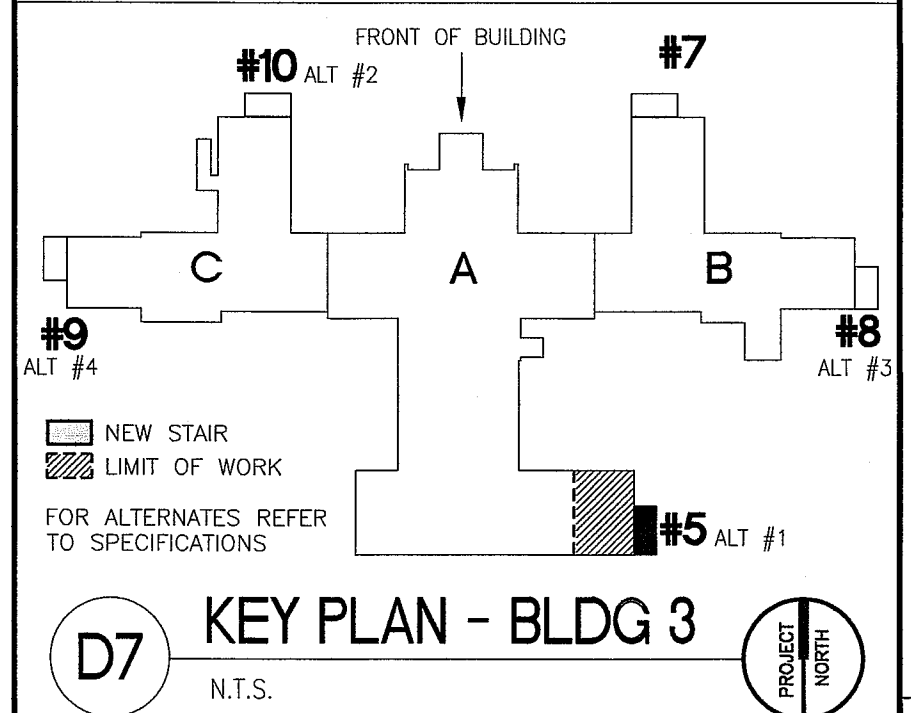 FRONT OF BUILDING
#10 ALT #2
#7
C
A
B
#9
ALT #4
#8
ALT #3
NEW STAIR
LIMIT OF WORK
FOR ALTERNATES REFER
TO SPECIFICATIONS
#5 ALT #1
D7
KEY PLAN - BLDG 3
N.T.S.
PROJECT
NORTH